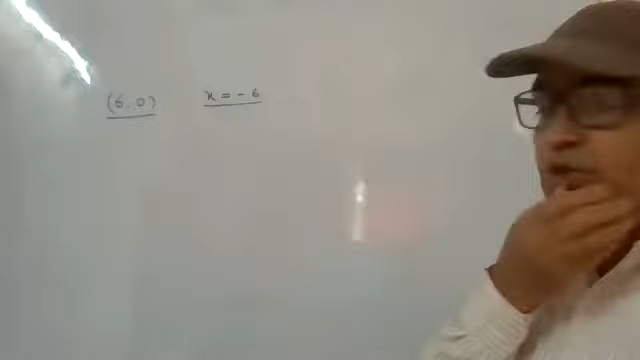 (6, 0) x = - 6